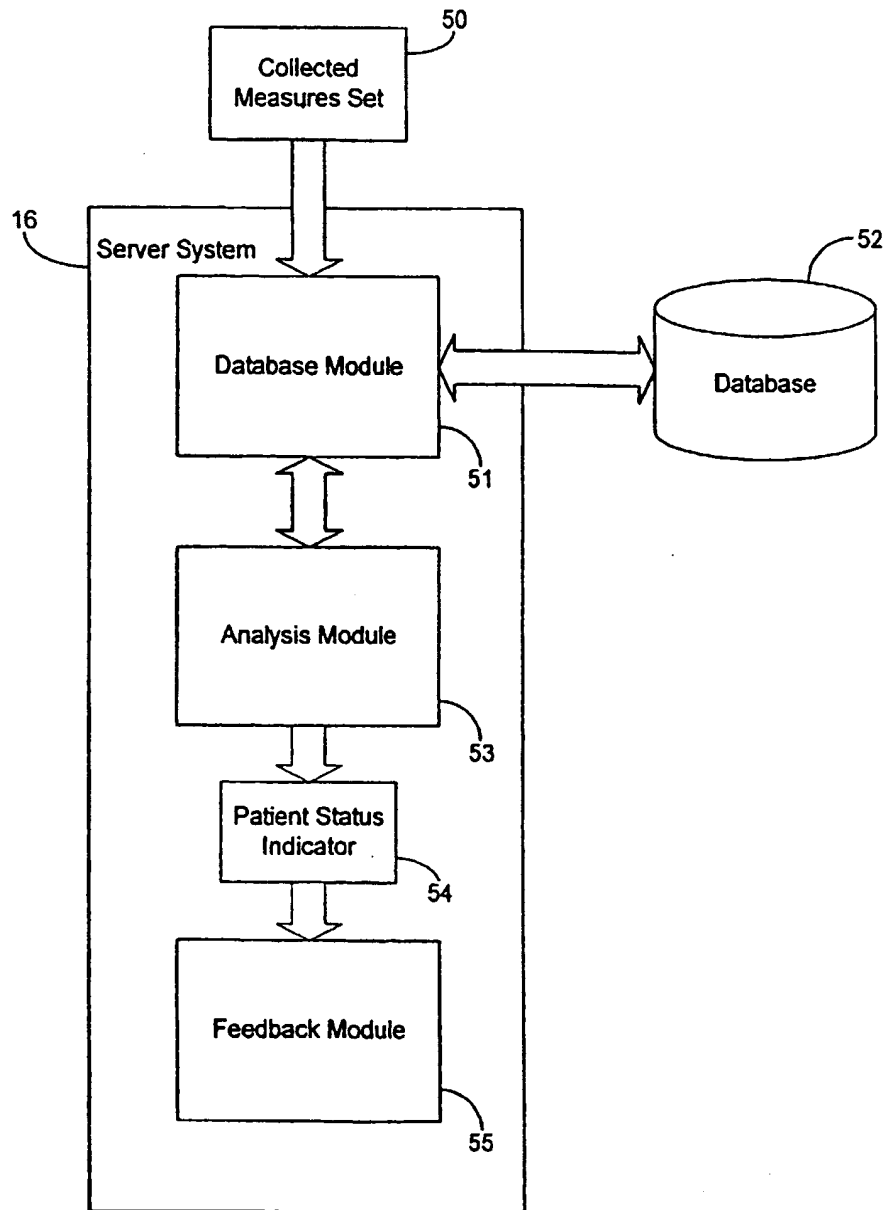 50
Collected
Measures Set
16
Server System
52
Database Module
Database
51
Analysis Module
53
Patient Status
Indicator
54
Feedback Module
55